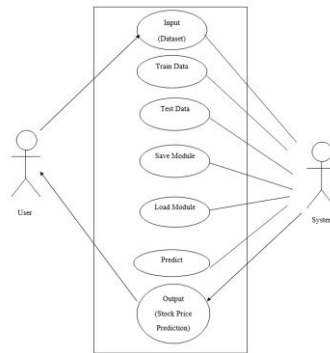 Input
(Dataset)
Train Data
Test Data
Save Module
Load Module
Predict
Output
(Stock Price
Prediction)
User
System